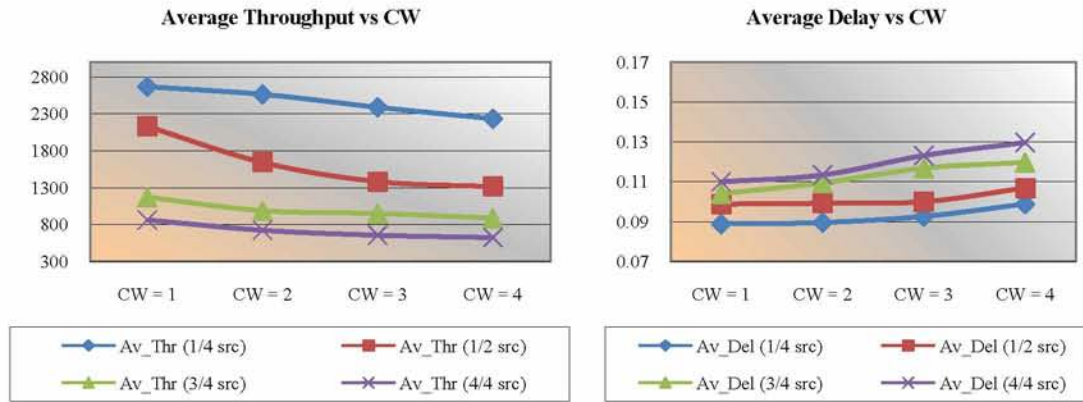 Average Throughput vs CW
2800
2300
1800
1300
800
300
CW = 1
CW = 2
CW = 3
CW = 4
Av_Thr (1/4 src)
Av_Thr (1/2 src)
Av_Thr (3/4 src)
Av_Thr (4/4 src)
Average Delay vs CW
0.17
0.15
0.13
0.11
0.09
0.07
CW = 1
CW = 2
CW = 3
CW = 4
Av_Del (1/4 src)
Av_Del (1/2 src)
Av_Del (3/4 src)
Av_Del (4/4 src)